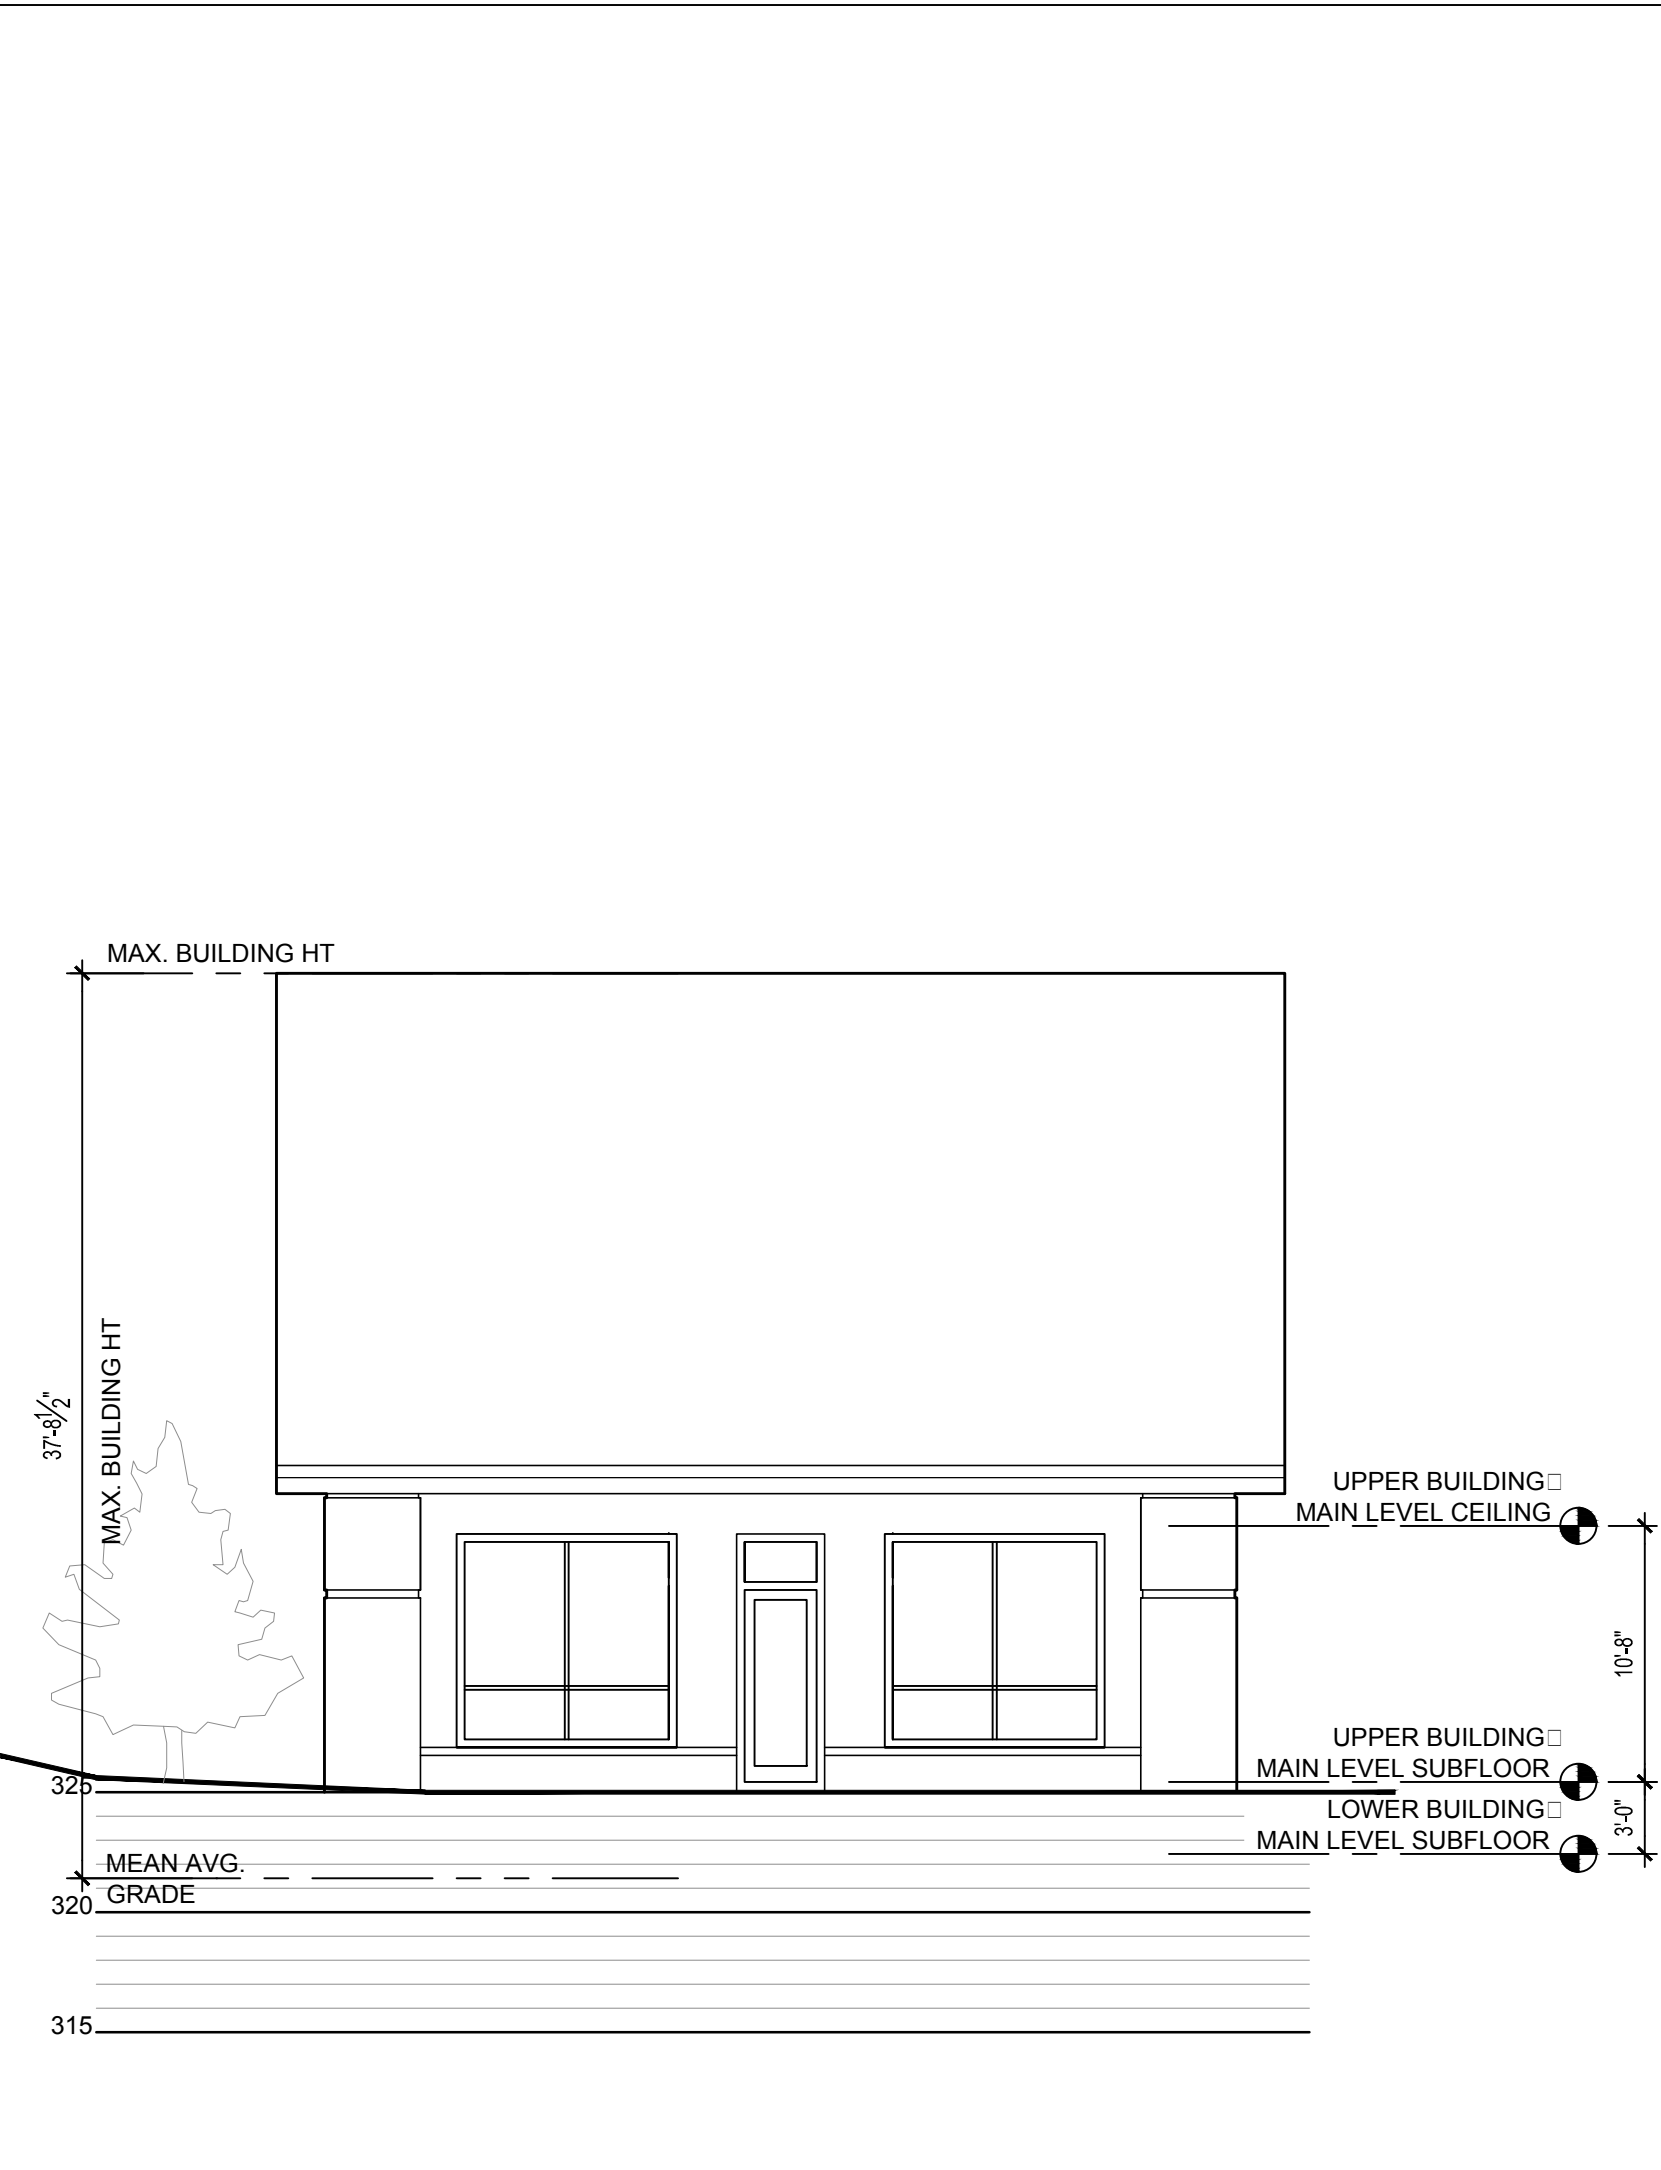 MAX. BUILDING HT
MAX. BUILDING HT
37'-8½"
UPPER BUILDING
MAIN LEVEL CEILING
10'-8"
UPPER BUILDING
MAIN LEVEL SUBFLOOR
325
LOWER BUILDING
MAIN LEVEL SUBFLOOR
3'-0"
MEAN AVG.
GRADE
320
315